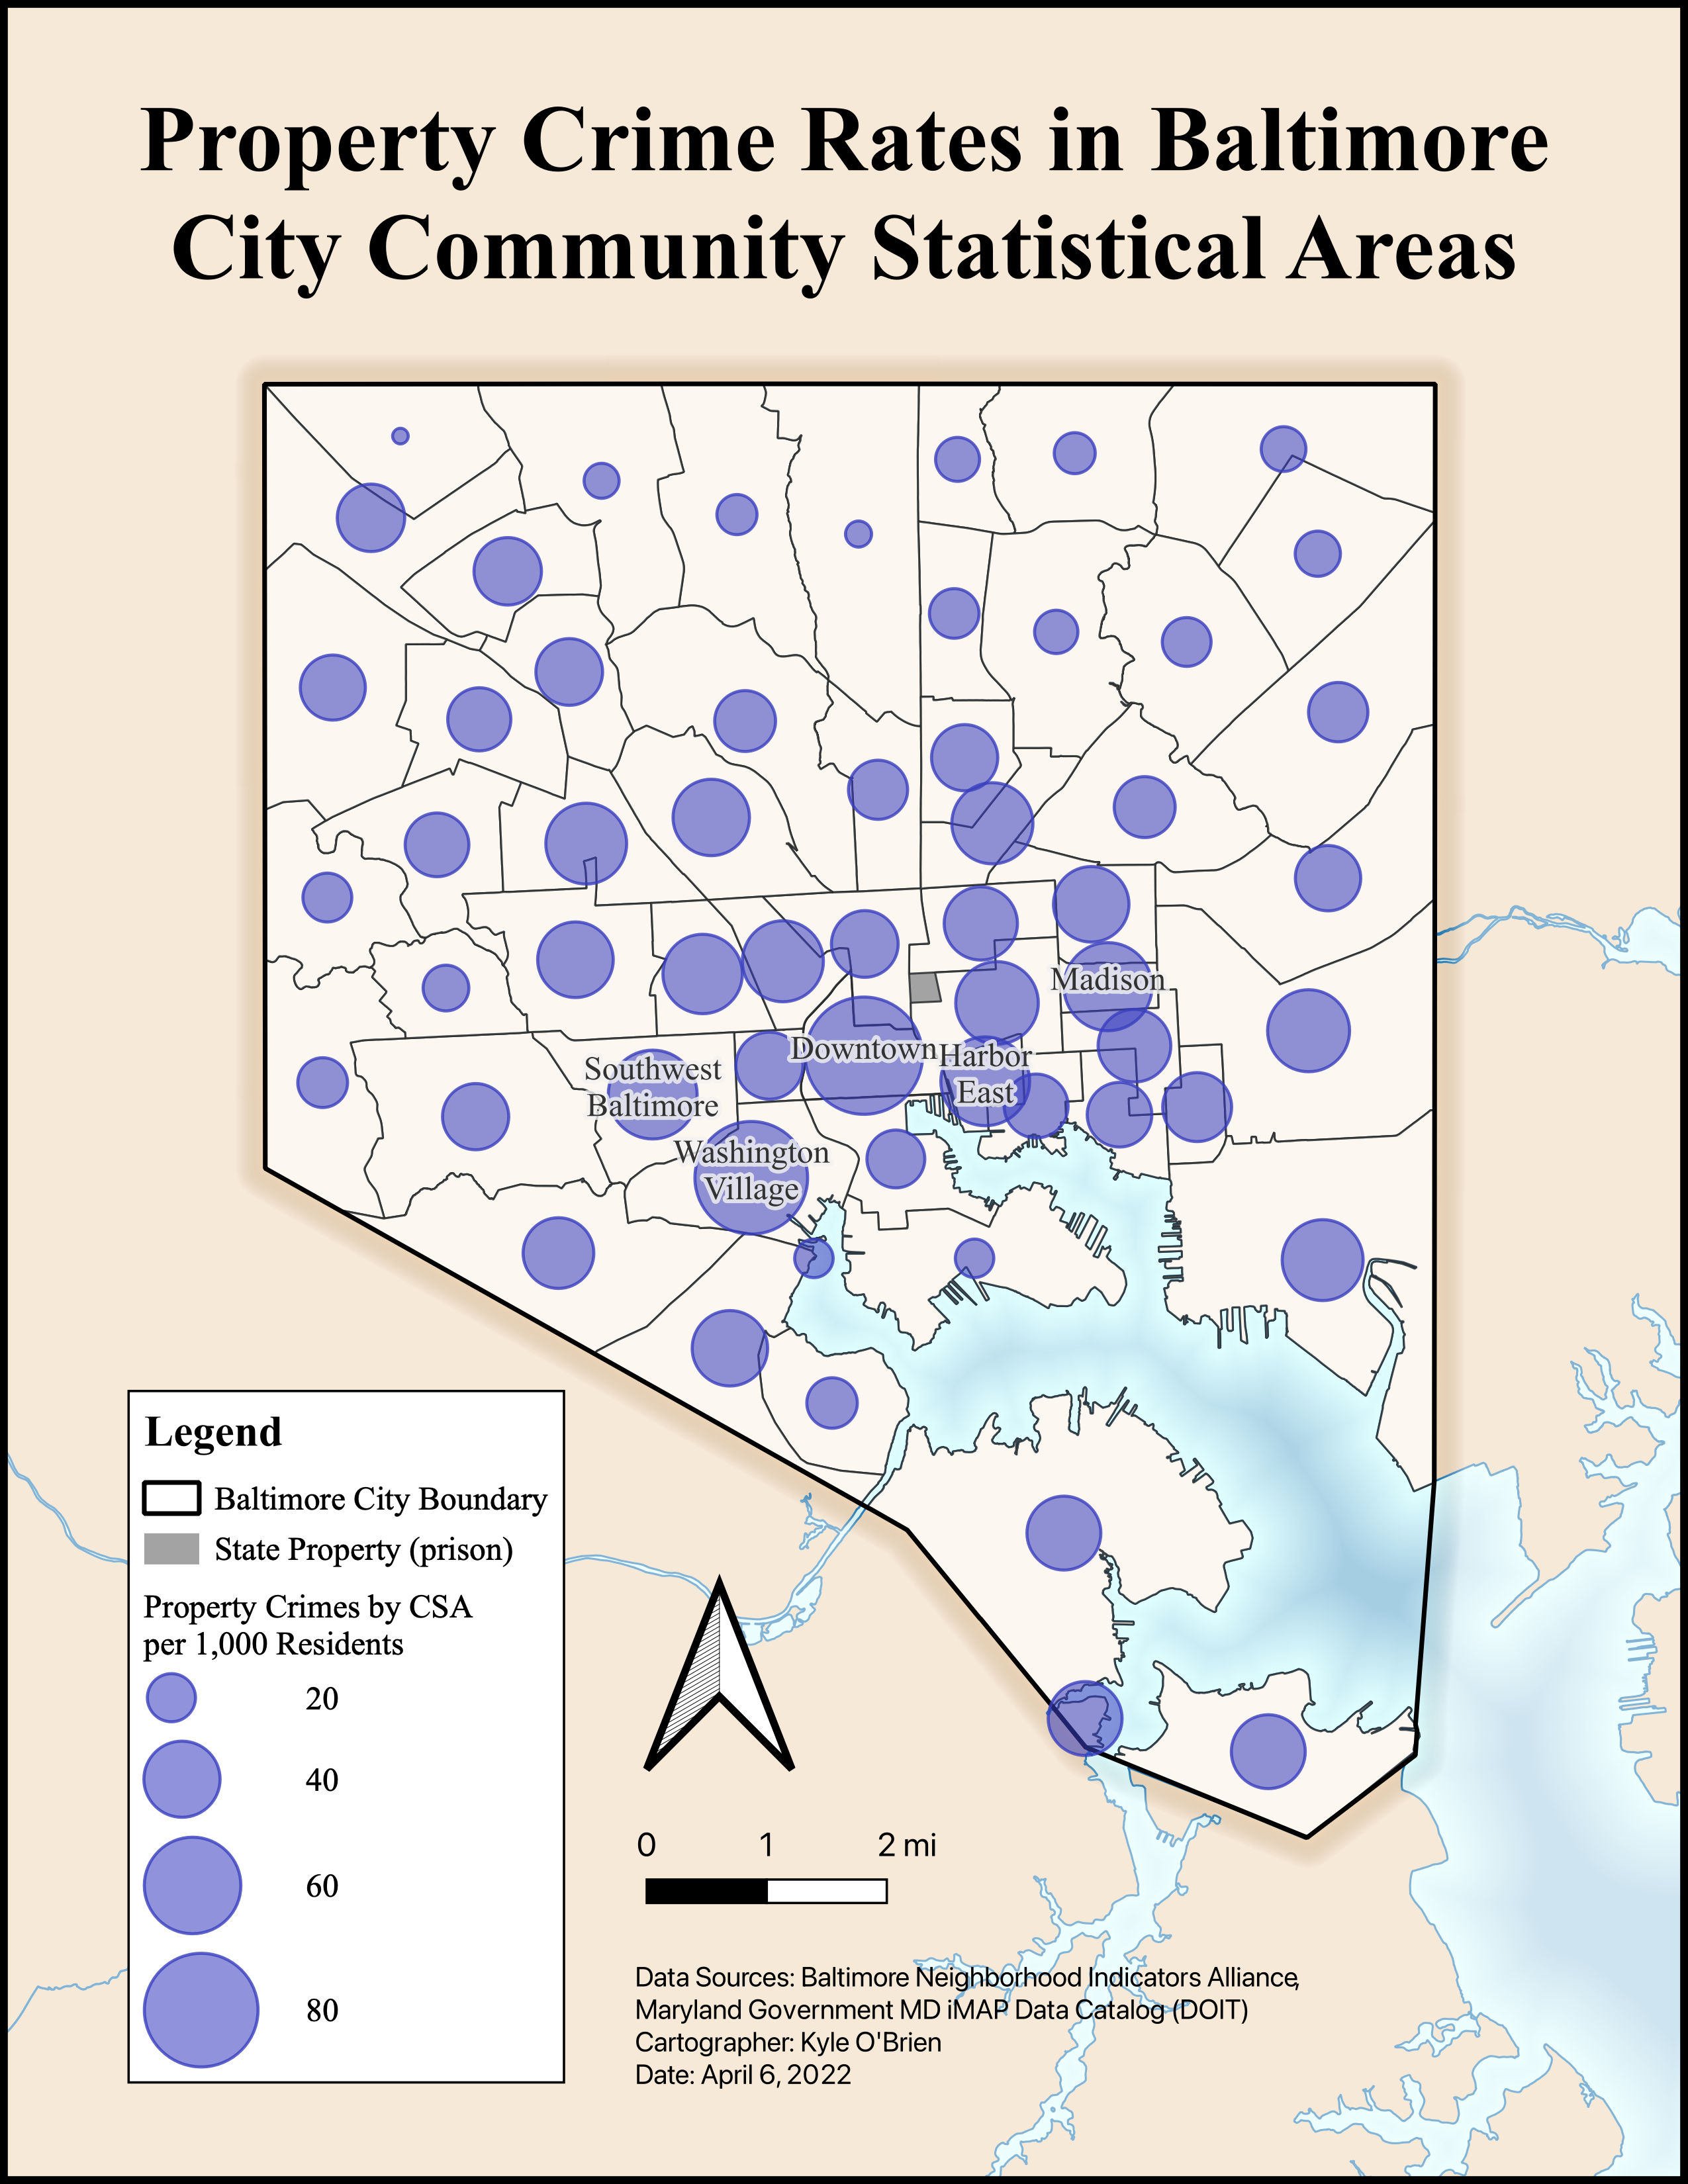 Property Crime Rates in Baltimore
City Community Statistical Areas
Madison
Downtown
Harbor
East
Southwest
Baltimore
Washington
Village
Legend
Baltimore City Boundary
State Property (prison)
Property Crimes by CSA
per 1,000 Residents
20
40
60
80
0 1 2 mi
Data Sources: Baltimore Neighborhood Indicators Alliance,
Maryland Government MD iMAP Data Catalog (DOIT)
Cartographer: Kyle O'Brien
Date: April 6, 2022